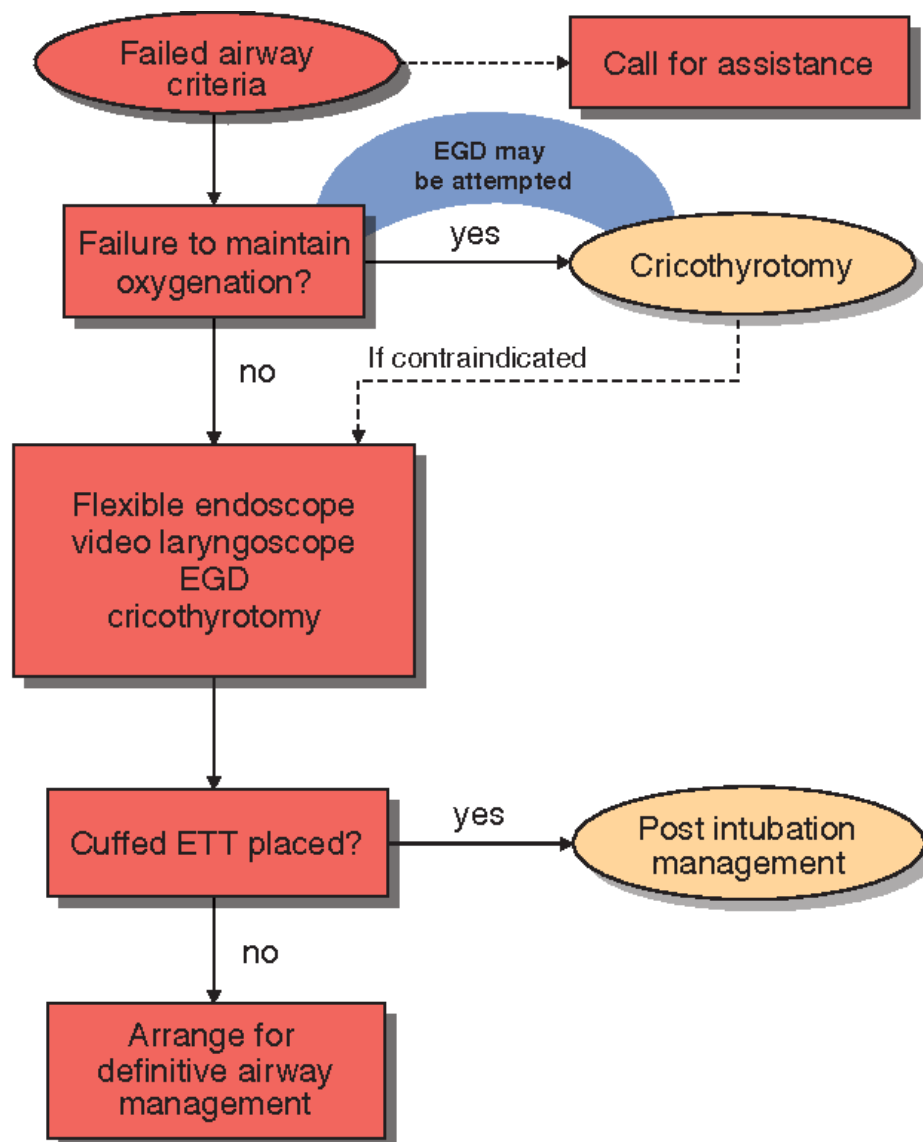 Failed airway
criteria
Call for assistance
EGD may
be attempted
Failure to maintain
oxygenation?
yes
Cricothyrotomy
If contraindicated
no
Flexible endoscope
video laryngoscope
EGD
cricothyrotomy
Cuffed ETT placed?
yes
Post intubation
management
no
Arrange for
definitive airway
management